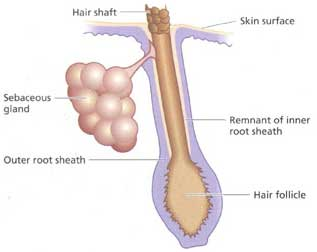 Hair shaft
Skin surface
Sebaceous
gland
Remnant of inner
root sheath
Outer root sheath
Hair follicle